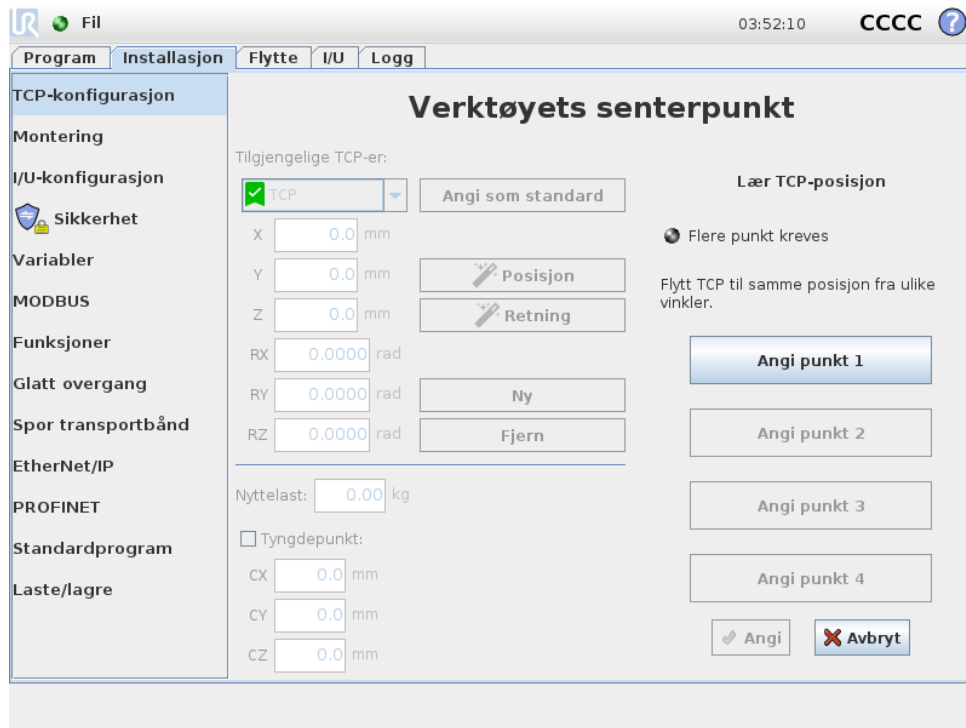 UR Fil 03:52:10 CCCC ?
Program Installasjon Flytte I/U Logg
TCP-konfigurasjon
Montering
I/U-konfigurasjon
Sikkerhet
Variabler
MODBUS
Funksjoner
Glatt overgang
Spor transportbånd
EtherNet/IP
PROFINET
Standardprogram
Laste/lagre
Verktøyets senterpunkt
Tilgjengelige TCP-er:
TCP Angi som standard
X 0.0 mm
Y 0.0 mm Posisjon
Z 0.0 mm Retning
RX 0.0000 rad
RY 0.0000 rad Ny
RZ 0.0000 rad Fjern
Nyttelast: 0.00 kg
Tyngdepunkt:
CX 0.0 mm
CY 0.0 mm
CZ 0.0 mm
Lær TCP-posisjon
Flere punkt kreves
Flytt TCP til samme posisjon fra ulike
vinkler.
Angi punkt 1
Angi punkt 2
Angi punkt 3
Angi punkt 4
Angi Avbryt